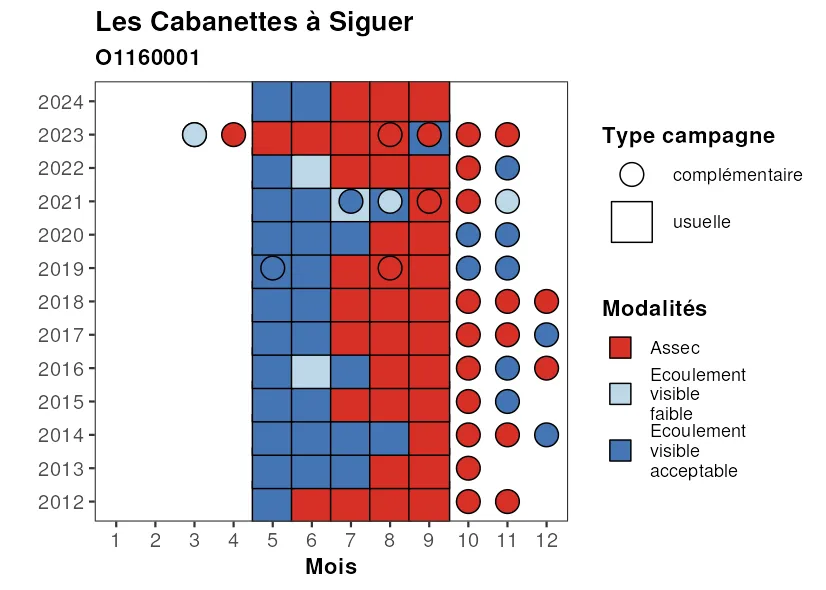 Les Cabanettes à Siguer
O1160001
2024
2023
2022
2021
2020
2019
2018
2017
2016
2015
2014
2013
2012
1 2 3 4 5 6 7 8 9 10 11 12
Mois
Type campagne
complémentaire
usuelle
Modalités
Assec
Ecoulement
visible
faible
Ecoulement
visible
acceptable